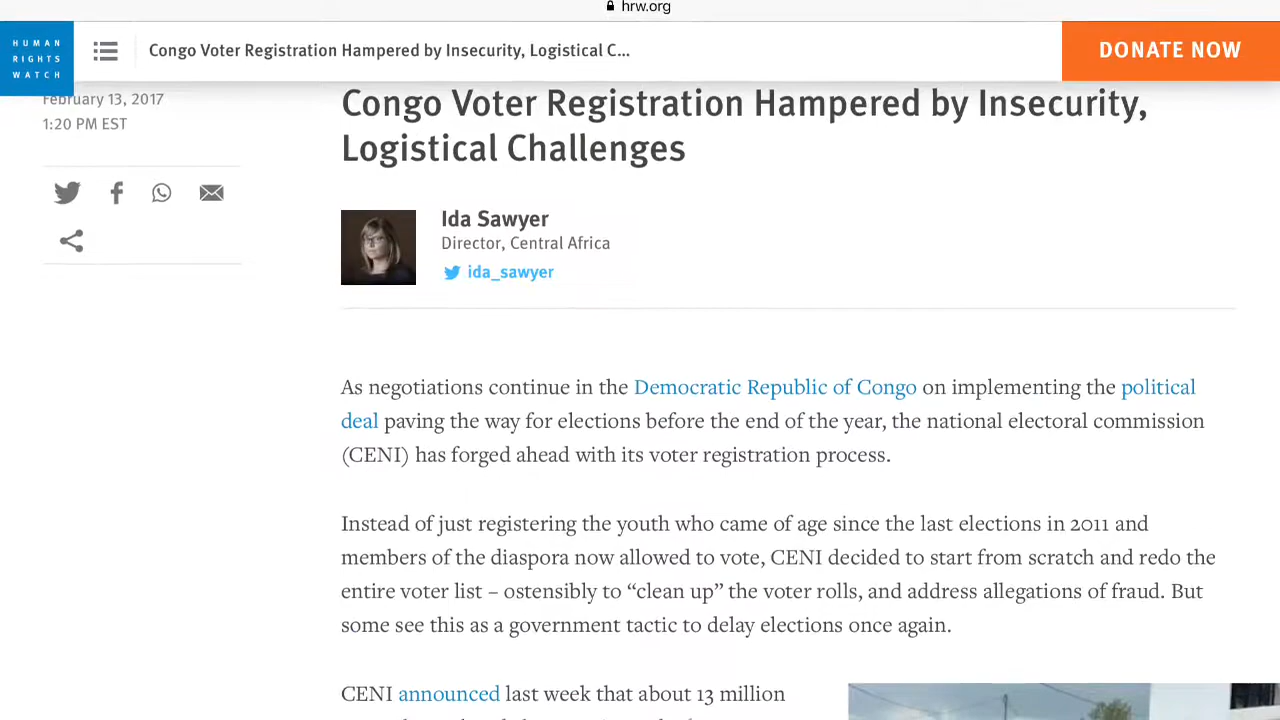 hrw.org
HUMAN
RIGHTS
WATCH
Congo Voter Registration Hampered by Insecurity, Logistical C...
DONATE NOW
February 13, 2017
1:20 PM EST
Congo Voter Registration Hampered by Insecurity,
Logistical Challenges
Ida Sawyer
Director, Central Africa
ida_sawyer
As negotiations continue in the Democratic Republic of Congo on implementing the political
deal paving the way for elections before the end of the year, the national electoral commission
(CENI) has forged ahead with its voter registration process.
Instead of just registering the youth who came of age since the last elections in 2011 and
members of the diaspora now allowed to vote, CENI decided to start from scratch and redo the
entire voter list – ostensibly to “clean up” the voter rolls, and address allegations of fraud. But
some see this as a government tactic to delay elections once again.
CENI announced last week that about 13 million